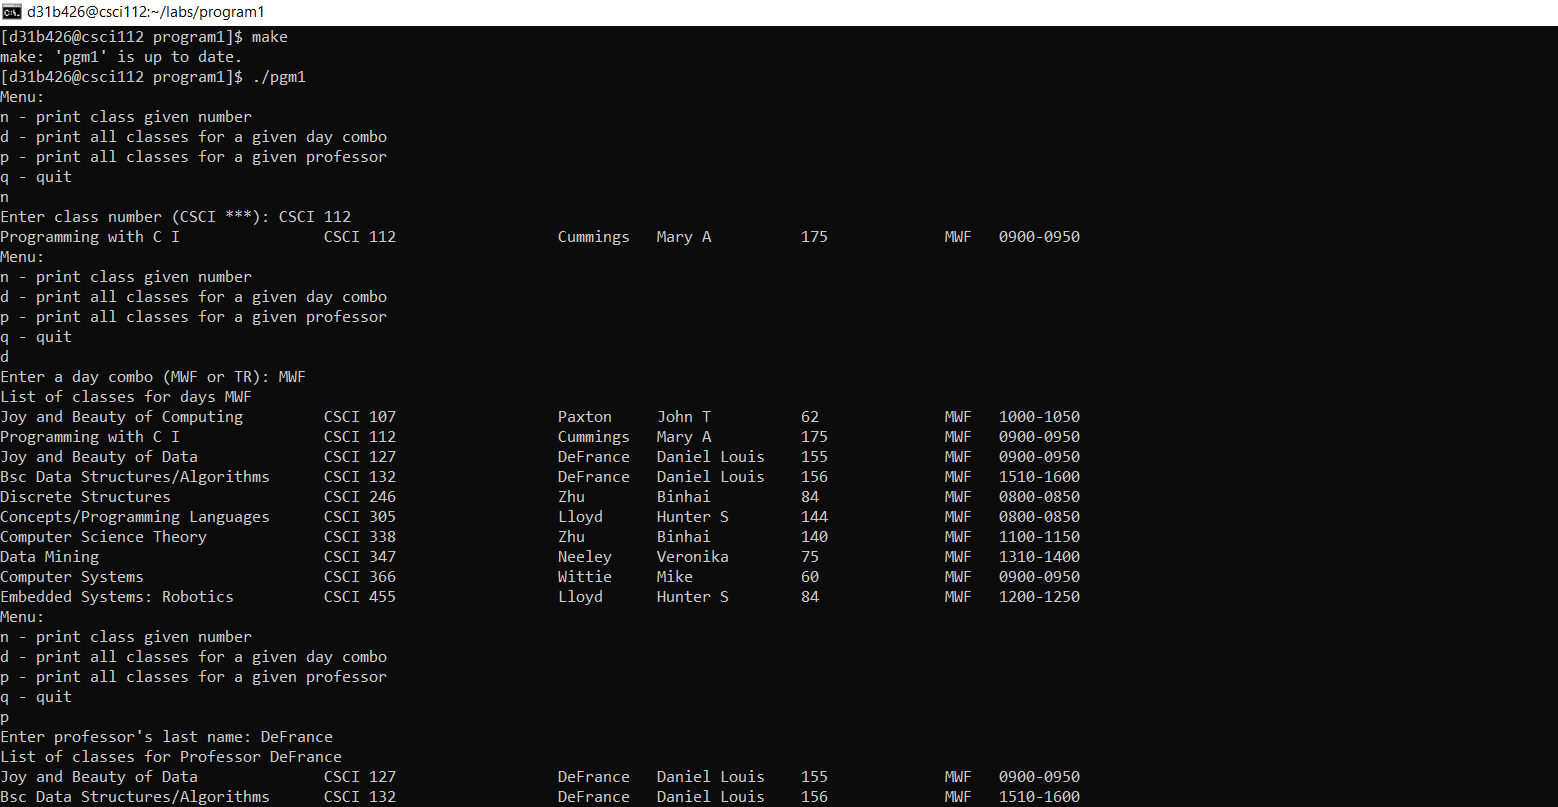 d31b426@csci112:~/labs/program1
[d31b426@csci112 program1]$ make
make: 'pgm1' is up to date.
[d31b426@csci112 program1]$ ./pgm1
Menu:
n - print class given number
d - print all classes for a given day combo
p - print all classes for a given professor
q - quit
n
Enter class number (CSCI ***): CSCI 112
Programming with C I                CSCI 112                  Cummings   Mary A          175             MWF   0900-0950
Menu:
n - print class given number
d - print all classes for a given day combo
p - print all classes for a given professor
q - quit
d
Enter a day combo (MWF or TR): MWF
List of classes for days MWF
Joy and Beauty of Computing         CSCI 107                  Paxton     John T          62              MWF   1000-1050
Programming with C I                CSCI 112                  Cummings   Mary A          175             MWF   0900-0950
Joy and Beauty of Data              CSCI 127                  DeFrance   Daniel Louis    155             MWF   0900-0950
Bsc Data Structures/Algorithms      CSCI 132                  DeFrance   Daniel Louis    156             MWF   1510-1600
Discrete Structures                 CSCI 246                  Zhu        Binhai          84              MWF   0800-0850
Concepts/Programming Languages      CSCI 305                  Lloyd      Hunter S        144             MWF   0800-0850
Computer Science Theory             CSCI 338                  Zhu        Binhai          140             MWF   1100-1150
Data Mining                         CSCI 347                  Neeley     Veronika        75              MWF   1310-1400
Computer Systems                    CSCI 366                  Wittie     Mike            60              MWF   0900-0950
Embedded Systems: Robotics          CSCI 455                  Lloyd      Hunter S        84              MWF   1200-1250
Menu:
n - print class given number
d - print all classes for a given day combo
p - print all classes for a given professor
q - quit
p
Enter professor's last name: DeFrance
List of classes for Professor DeFrance
Joy and Beauty of Data              CSCI 127                  DeFrance   Daniel Louis    155             MWF   0900-0950
Bsc Data Structures/Algorithms      CSCI 132                  DeFrance   Daniel Louis    156             MWF   1510-1600